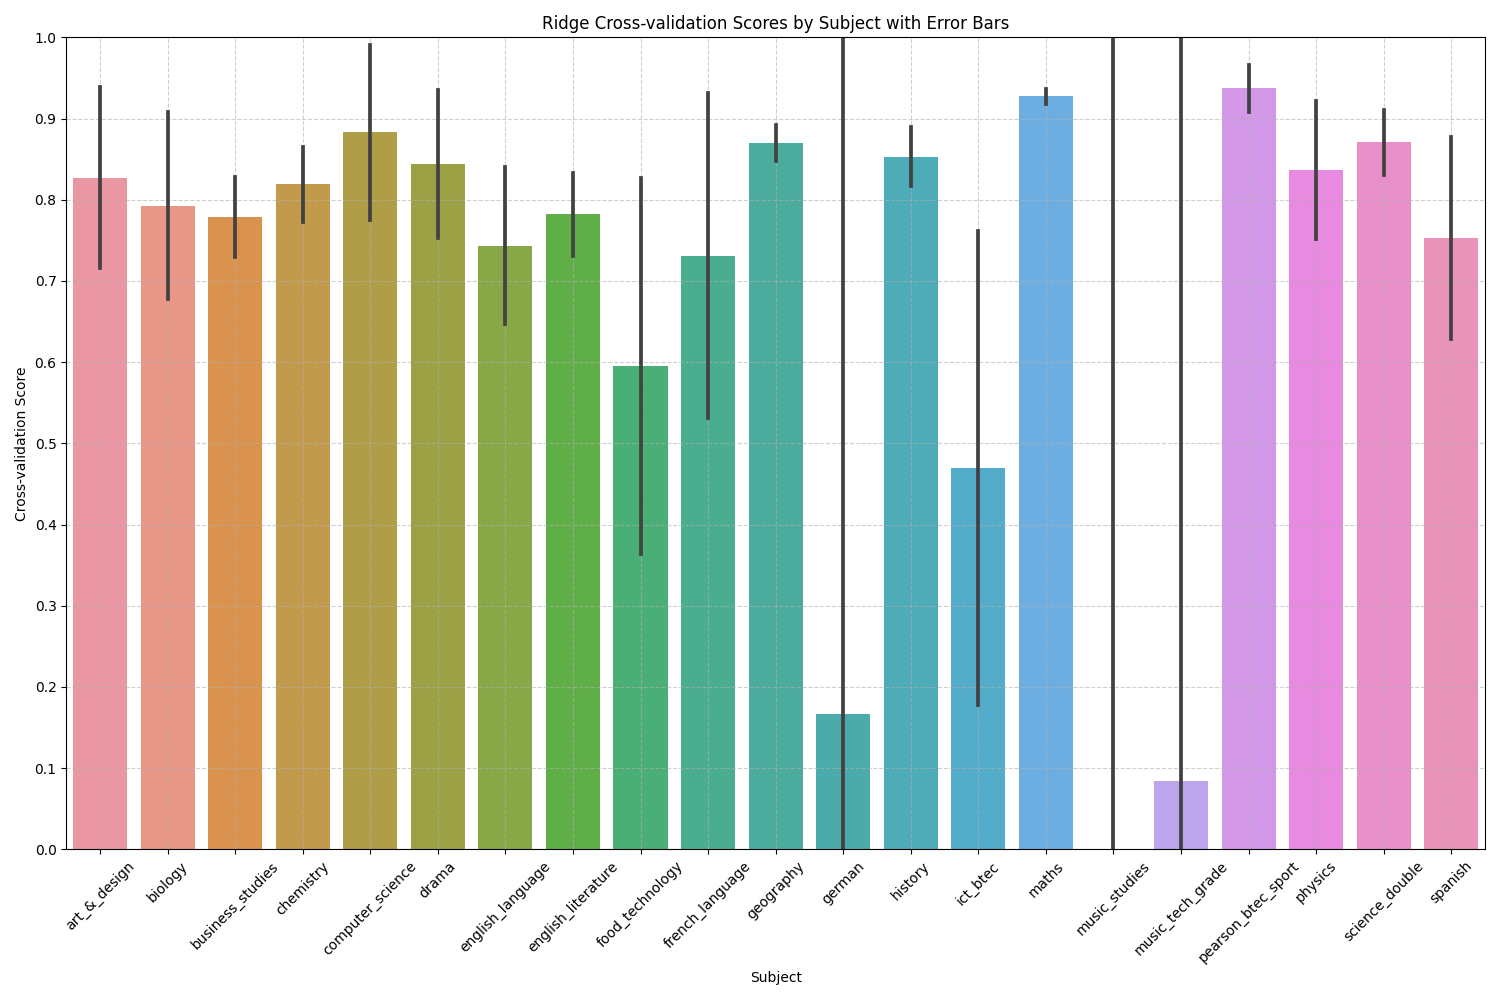 Ridge Cross-validation Scores by Subject with Error Bars
Cross-validation Score
1.0
0.9
0.8
0.7
0.6
0.5
0.4
0.3
0.2
0.1
0.0
art_&_design
biology
business_studies
chemistry
computer_science
drama
english_language
english_literature
food_technology
french_language
geography
german
history
ict_btec
maths
music_studies
music_tech_grade
pearson_btec_sport
physics
science_double
spanish
Subject